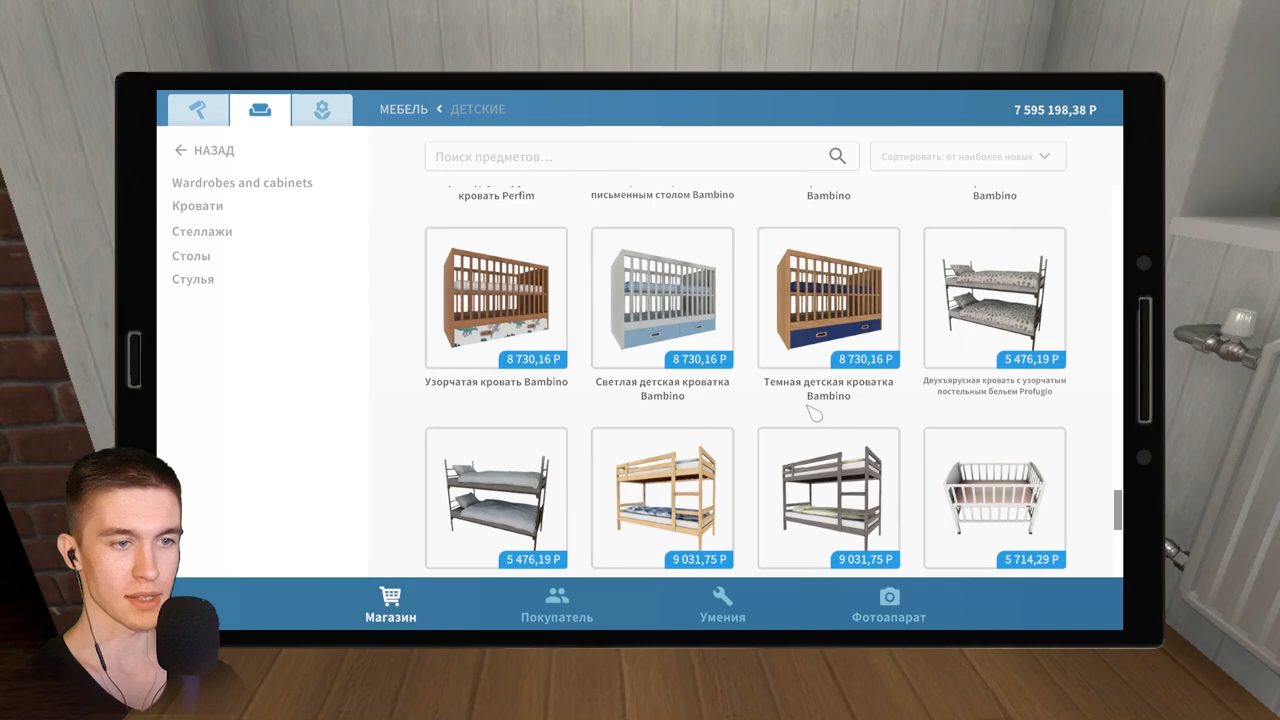 МЕБЕЛЬ < ДЕТСКИЕ
7 595 198,38 Р
← НАЗАД
Wardrobes and cabinets
Кровати
Стеллажи
Столы
Стулья
Поиск предметов...
Сортировать: от наиболее новых
кровать Perfim
письменным столом Bambino
Bambino
Bambino
8 730,16 Р
8 730,16 Р
8 730,16 Р
5 476,19 Р
Узорчатая кровать Bambino
Светлая детская кроватка
Bambino
Темная детская кроватка
Bambino
Двухъярусная кровать с узорчатым
постельным бельем Profugio
5 476,19 Р
9 031,75 Р
9 031,75 Р
5 714,29 Р
Магазин
Покупатель
Умения
Фотоаппарат